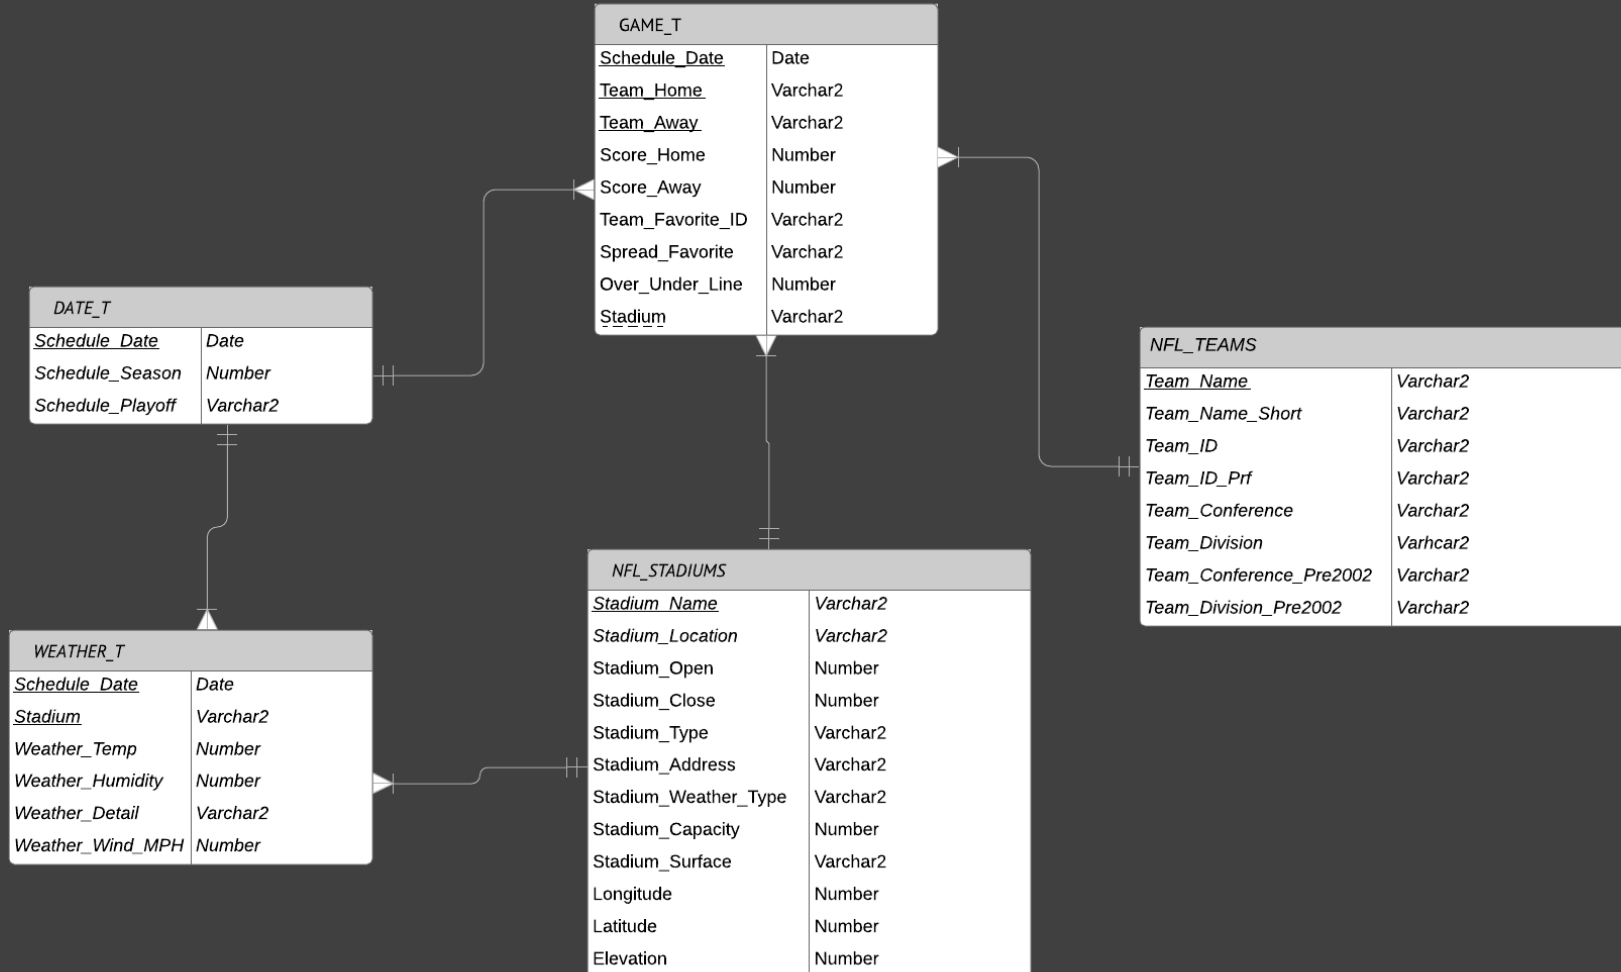 GAME_T
Schedule_Date Date
Team_Home Varchar2
Team_Away Varchar2
Score_Home Number
Score_Away Number
Team_Favorite_ID Varchar2
Spread_Favorite Varchar2
Over_Under_Line Number
Stadium Varchar2
DATE_T
Schedule_Date Date
Schedule_Season Number
Schedule_Playoff Varchar2
NFL_TEAMS
Team_Name Varchar2
Team_Name_Short Varchar2
Team_ID Varchar2
Team_ID_Prf Varchar2
Team_Conference Varchar2
Team_Division Varhcar2
Team_Conference_Pre2002 Varchar2
Team_Division_Pre2002 Varchar2
WEATHER_T
Schedule_Date Date
Stadium Varchar2
Weather_Temp Number
Weather_Humidity Number
Weather_Detail Varchar2
Weather_Wind_MPH Number
NFL_STADIUMS
Stadium_Name Varchar2
Stadium_Location Varchar2
Stadium_Open Number
Stadium_Close Number
Stadium_Type Varchar2
Stadium_Address Varchar2
Stadium_Weather_Type Varchar2
Stadium_Capacity Number
Stadium_Surface Varchar2
Longitude Number
Latitude Number
Elevation Number